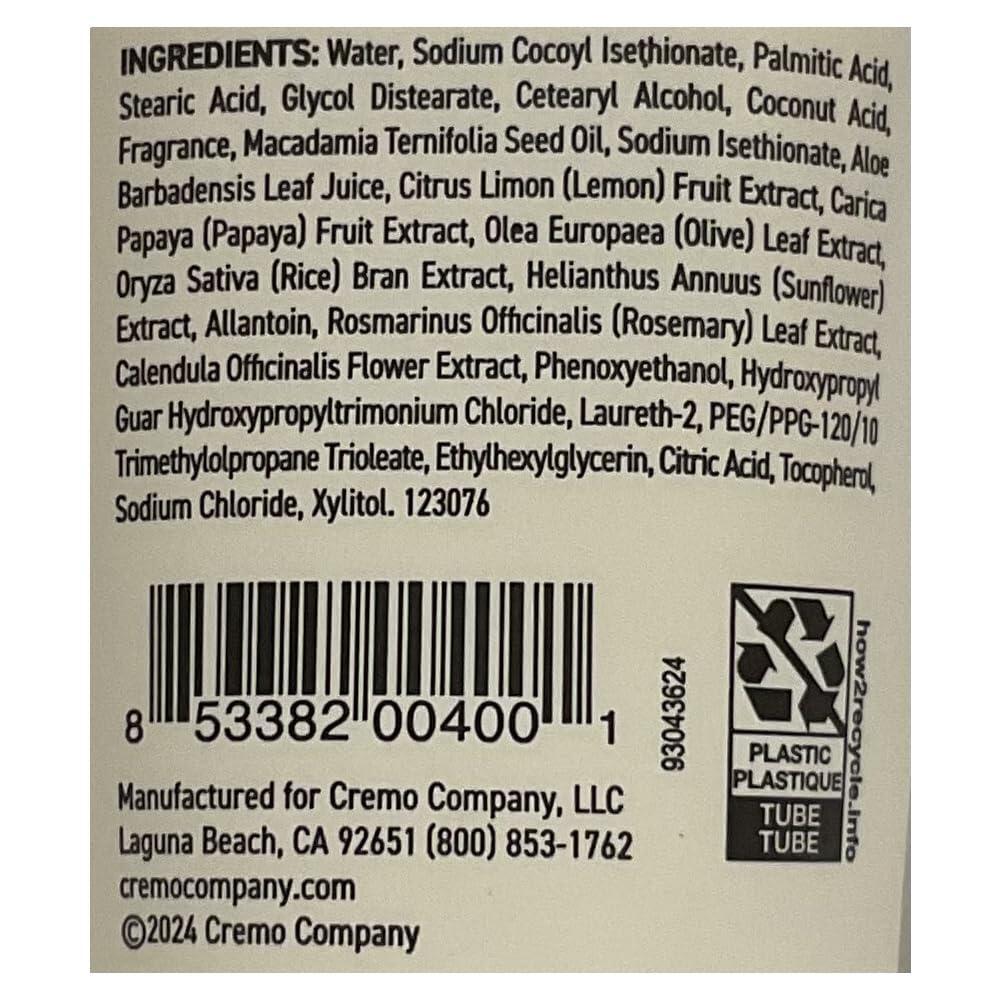 INGREDIENTS: Water, Sodium Cocoyl Isethionate, Palmitic Acid,
Stearic Acid, Glycol Distearate, Cetearyl Alcohol, Coconut Acid,
Fragrance, Macadamia Ternifolia Seed Oil, Sodium Isethionate, Aloe
Barbadensis Leaf Juice, Citrus Limon (Lemon) Fruit Extract, Carica
Papaya (Papaya) Fruit Extract, Olea Europaea (Olive) Leaf Extract,
Oryza Sativa (Rice) Bran Extract, Helianthus Annuus (Sunflower)
Extract, Allantoin, Rosmarinus Officinalis (Rosemary) Leaf Extract,
Calendula Officinalis Flower Extract, Phenoxyethanol, Hydroxypropyl
Guar Hydroxypropyltrimonium Chloride, Laureth-2, PEG/PPG-120/10
Trimethylolpropane Trioleate, Ethylhexylglycerin, Citric Acid, Tocopherol,
Sodium Chloride, Xylitol. 123076
8 53382 00400 1
93043624
how2recycle.info
PLASTIC
PLASTIQUE
TUBE
TUBE
Manufactured for Cremo Company, LLC
Laguna Beach, CA 92651 (800) 853-1762
cremocompany.com
©2024 Cremo Company